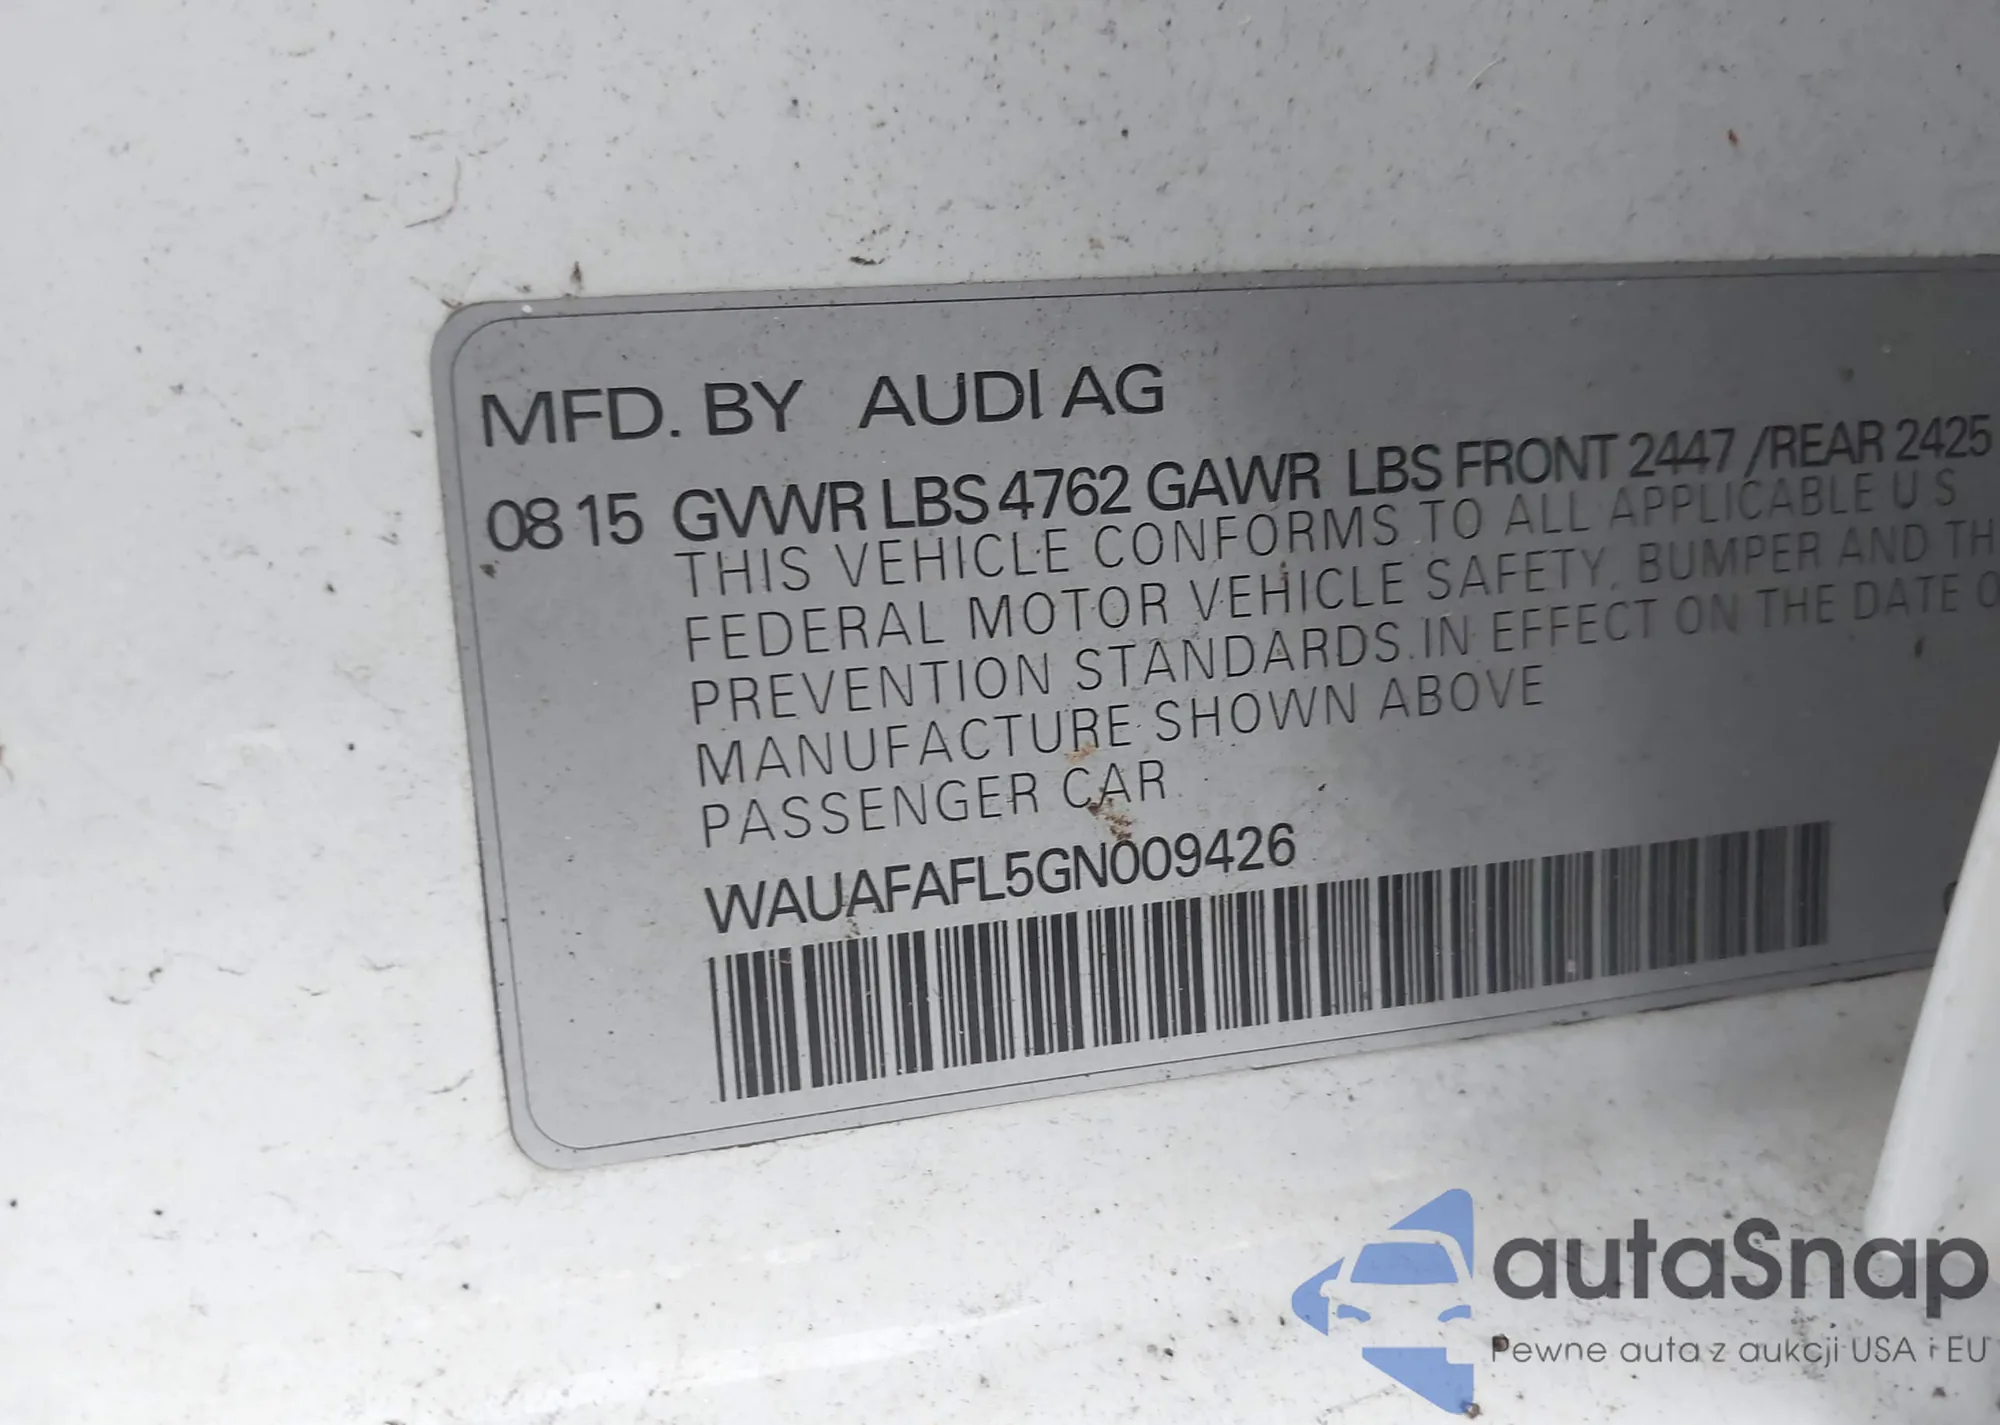 MFD. BY AUDI AG
08 15 GVWR LBS 4762 GAWR LBS FRONT 2447 /REAR 2425
THIS VEHICLE CONFORMS TO ALL APPLICABLE U S
FEDERAL MOTOR VEHICLE SAFETY, BUMPER AND TH
PREVENTION STANDARDS IN EFFECT ON THE DATE O
MANUFACTURE SHOWN ABOVE
PASSENGER CAR
WAUAFAFL5GN009426
autaSnap
Pewne auta z aukcji USA i EU